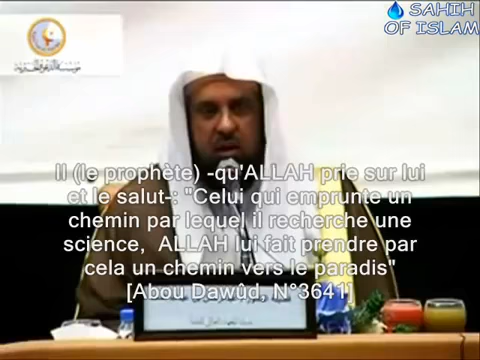 SAHIH
OF ISLAM
Il (le prophète) -qu'ALLAH prie sur lui
et le salut-: "Celui qui emprunte un
chemin par lequel il recherche une
science, ALLAH lui fait prendre par
cela un chemin vers le paradis"
[Abou Dawûd, N°3641]